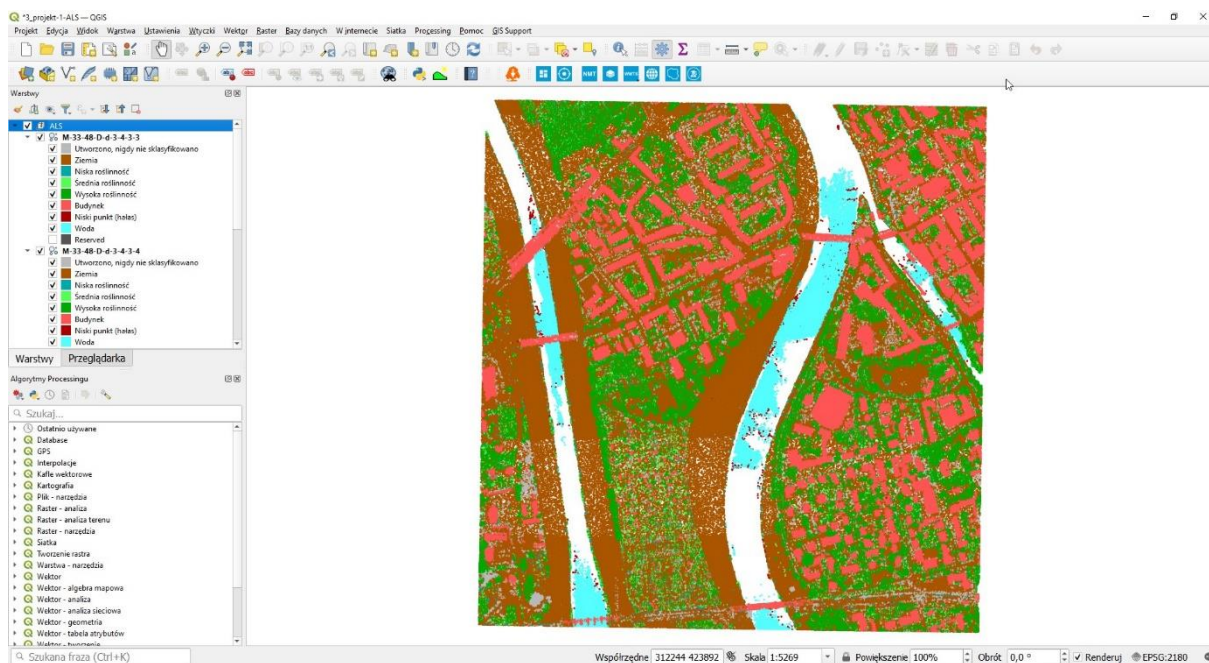 *3_projekt-1-ALS — QGIS
Projekt Edycja Widok Warstwa Ustawienia Wtyczki Wektor Raster Bazy danych W internecie Siatka Processing Pomoc GIS Support
abc abc
NMT WMTS
Warstwy
ALS
M-33-48-D-d-3-4-3-3
Utworzono, nigdy nie sklasyfikowano
Ziemia
Niska roślinność
Średnia roślinność
Wysoka roślinność
Budynek
Niski punkt (hałas)
Woda
Reserved
M-33-48-D-d-3-4-3-4
Utworzono, nigdy nie sklasyfikowano
Ziemia
Niska roślinność
Średnia roślinność
Wysoka roślinność
Budynek
Niski punkt (hałas)
Woda
Warstwy Przeglądarka
Algorytmy Processingu
Szukaj...
Ostatnio używane
Database
GPS
Interpolacje
Kafle wektorowe
Kartografia
Plik - narzędzia
Raster - analiza
Raster - analiza terenu
Raster - narzędzia
Siatka
Tworzenie rastra
Warstwa - narzędzia
Wektor
Wektor - algebra mapowa
Wektor - analiza
Wektor - analiza sieciowa
Wektor - geometria
Wektor - tabela atrybutów
Wektor - tworzenie
Szukana fraza (Ctrl+K) Współrzędne 312244 423892 Skala 1:5269 Powiększenie 100% Obrót 0,0 ° Renderuj EPSG:2180